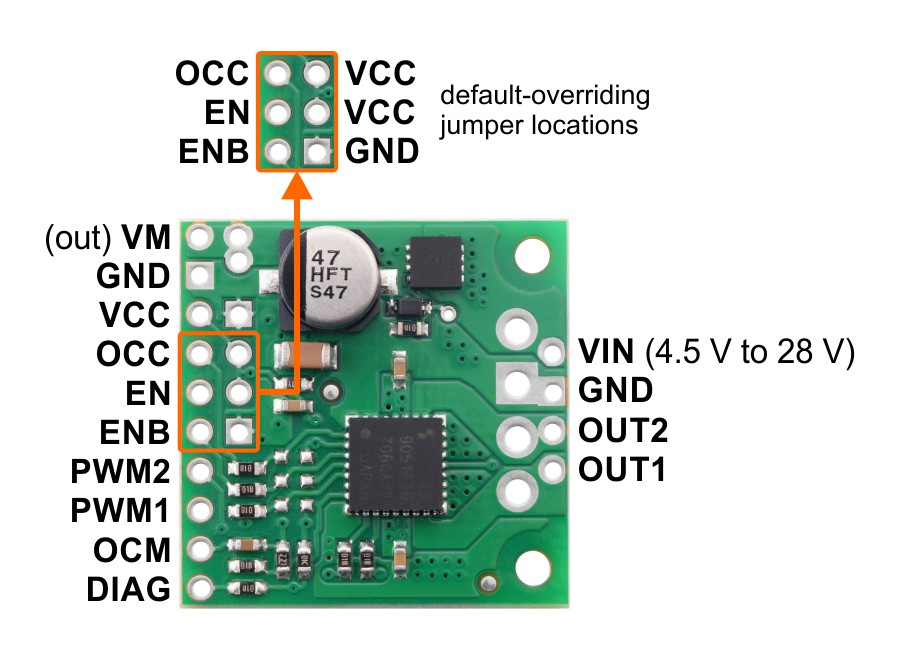 OCC VCC
EN VCC
ENB GND
default-overriding
jumper locations
(out) VM
GND
VCC
OCC
EN
ENB
PWM2
PWM1
OCM
DIAG
47
HFT
S47
VIN (4.5 V to 28 V)
GND
OUT2
OUT1